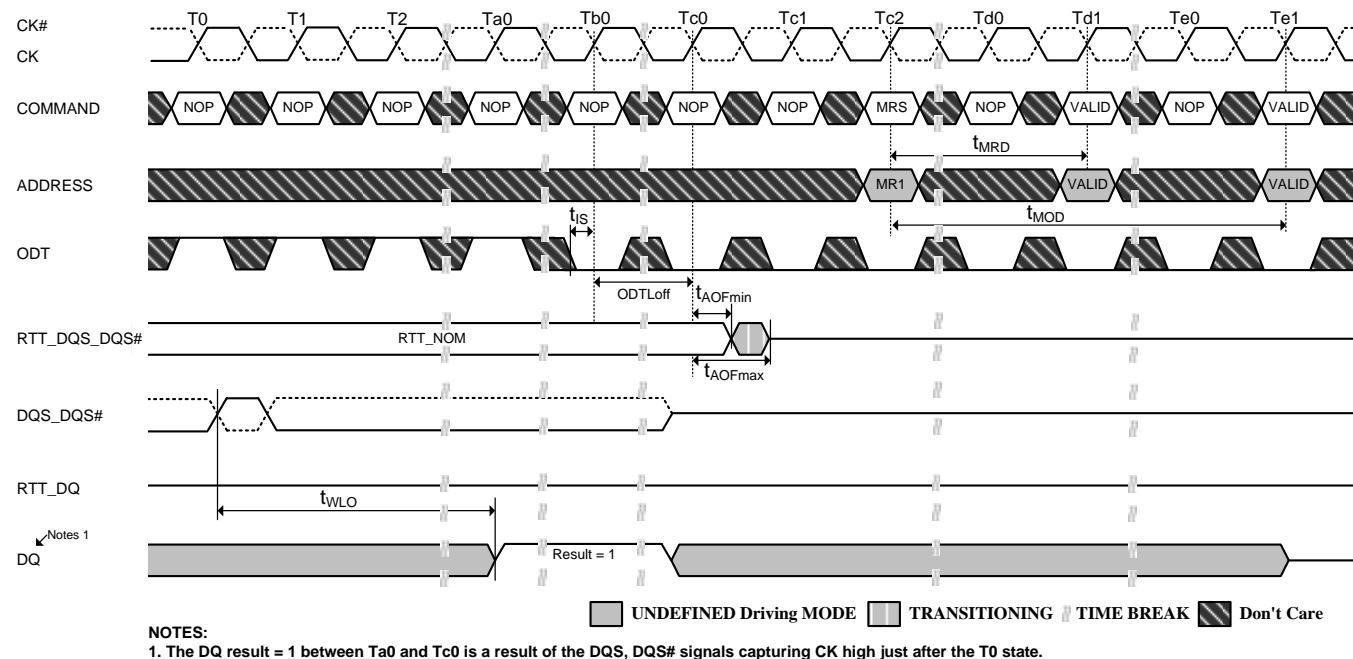 T0 T1 T2 Ta0 Tb0 Tc0 Tc1 Tc2 Td0 Td1 Te0 Te1
CK#
CK
COMMAND NOP NOP NOP NOP NOP NOP NOP MRS NOP VALID NOP VALID
tMRD
ADDRESS MR1 VALID VALID
tIS tMOD
ODT
ODTLoff tAOFmin
RTT_DQS_DQS# RTT_NOM
tAOFmax
DQS_DQS#
RTT_DQ
tWLO
Notes 1
DQ Result = 1
UNDEFINED Driving MODE TRANSITIONING TIME BREAK Don't Care
NOTES:
1. The DQ result = 1 between Ta0 and Tc0 is a result of the DQS, DQS# signals capturing CK high just after the T0 state.